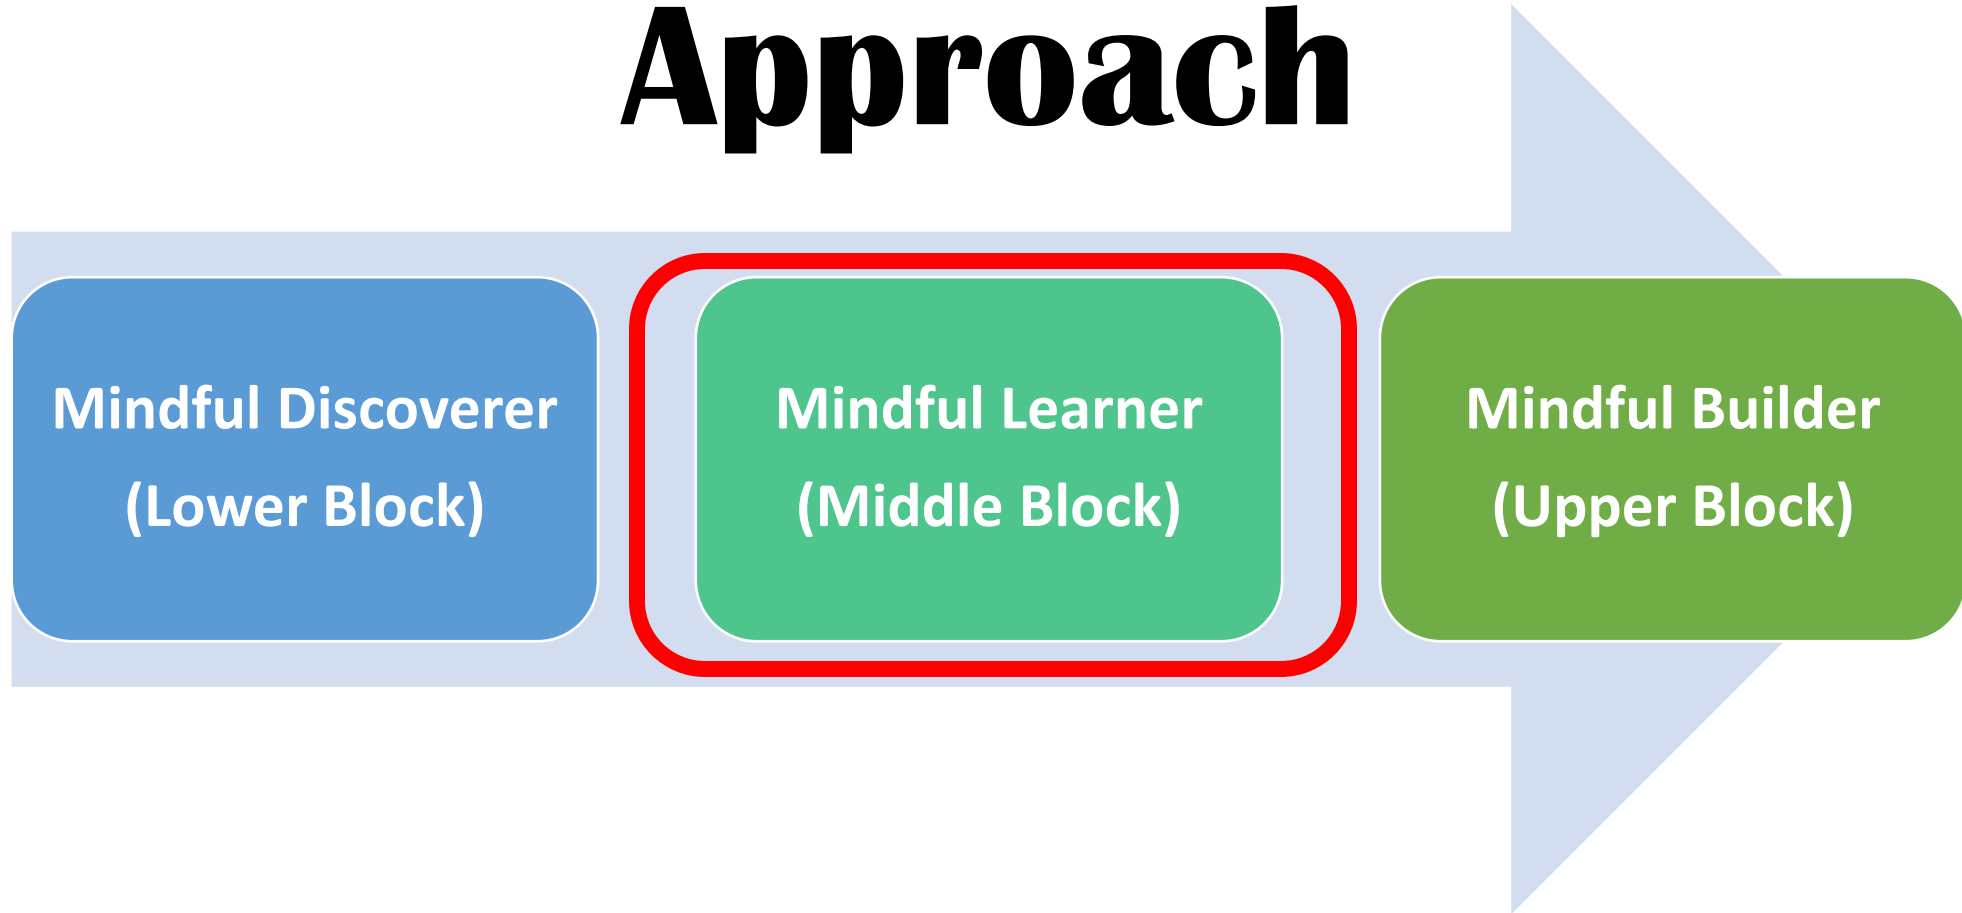 Approach
Mindful Discoverer
(Lower Block)
Mindful Learner
(Middle Block)
Mindful Builder
(Upper Block)